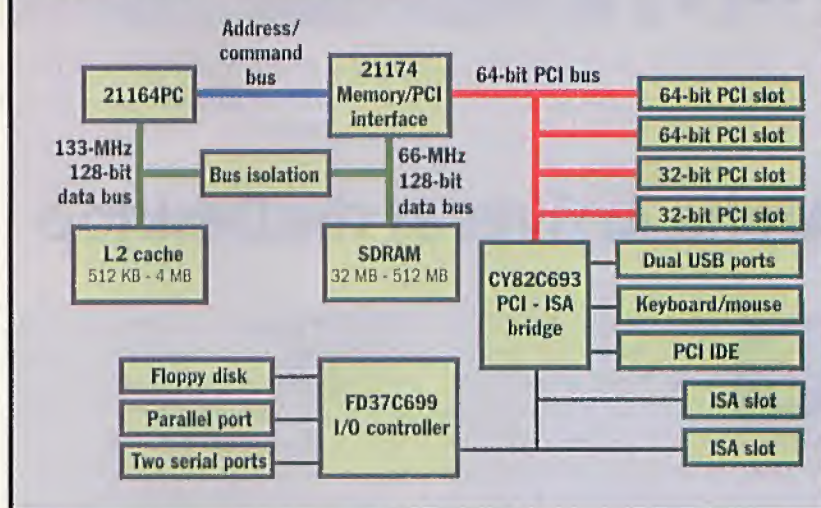 Address/
command
bus
21164PC
21174
Memory/PCI
interface
64-bit PCI bus
64-bit PCI slot
64-bit PCI slot
32-bit PCI slot
32-bit PCI slot
133-MHz
128-bit
data bus
Bus isolation
66-MHz
128-bit
data bus
L2 cache
512 KB - 4 MB
SDRAM
32 MB - 512 MB
CY82C693
PCI - ISA
bridge
Dual USB ports
Keyboard/mouse
PCI IDE
Floppy disk
Parallel port
Two serial ports
FD37C699
I/O controller
ISA slot
ISA slot